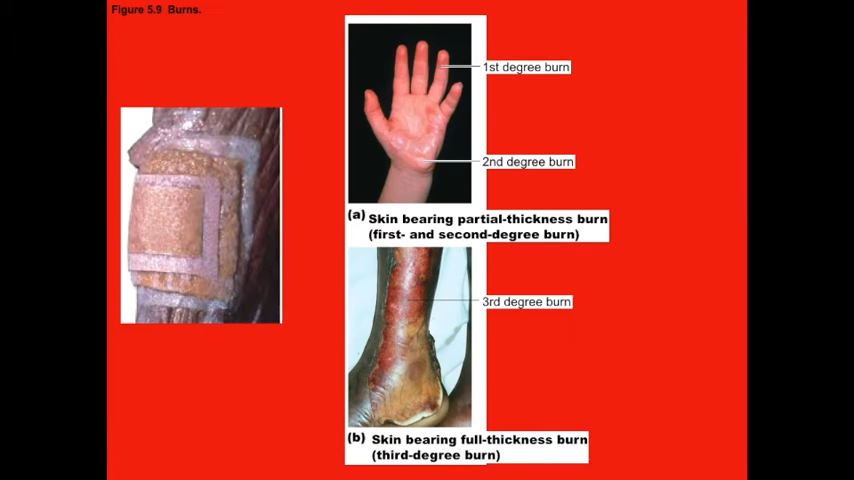 Figure 5.9 Burns.
1st degree burn
2nd degree burn
(a) Skin bearing partial-thickness burn
(first- and second-degree burn)
3rd degree burn
(b) Skin bearing full-thickness burn
(third-degree burn)